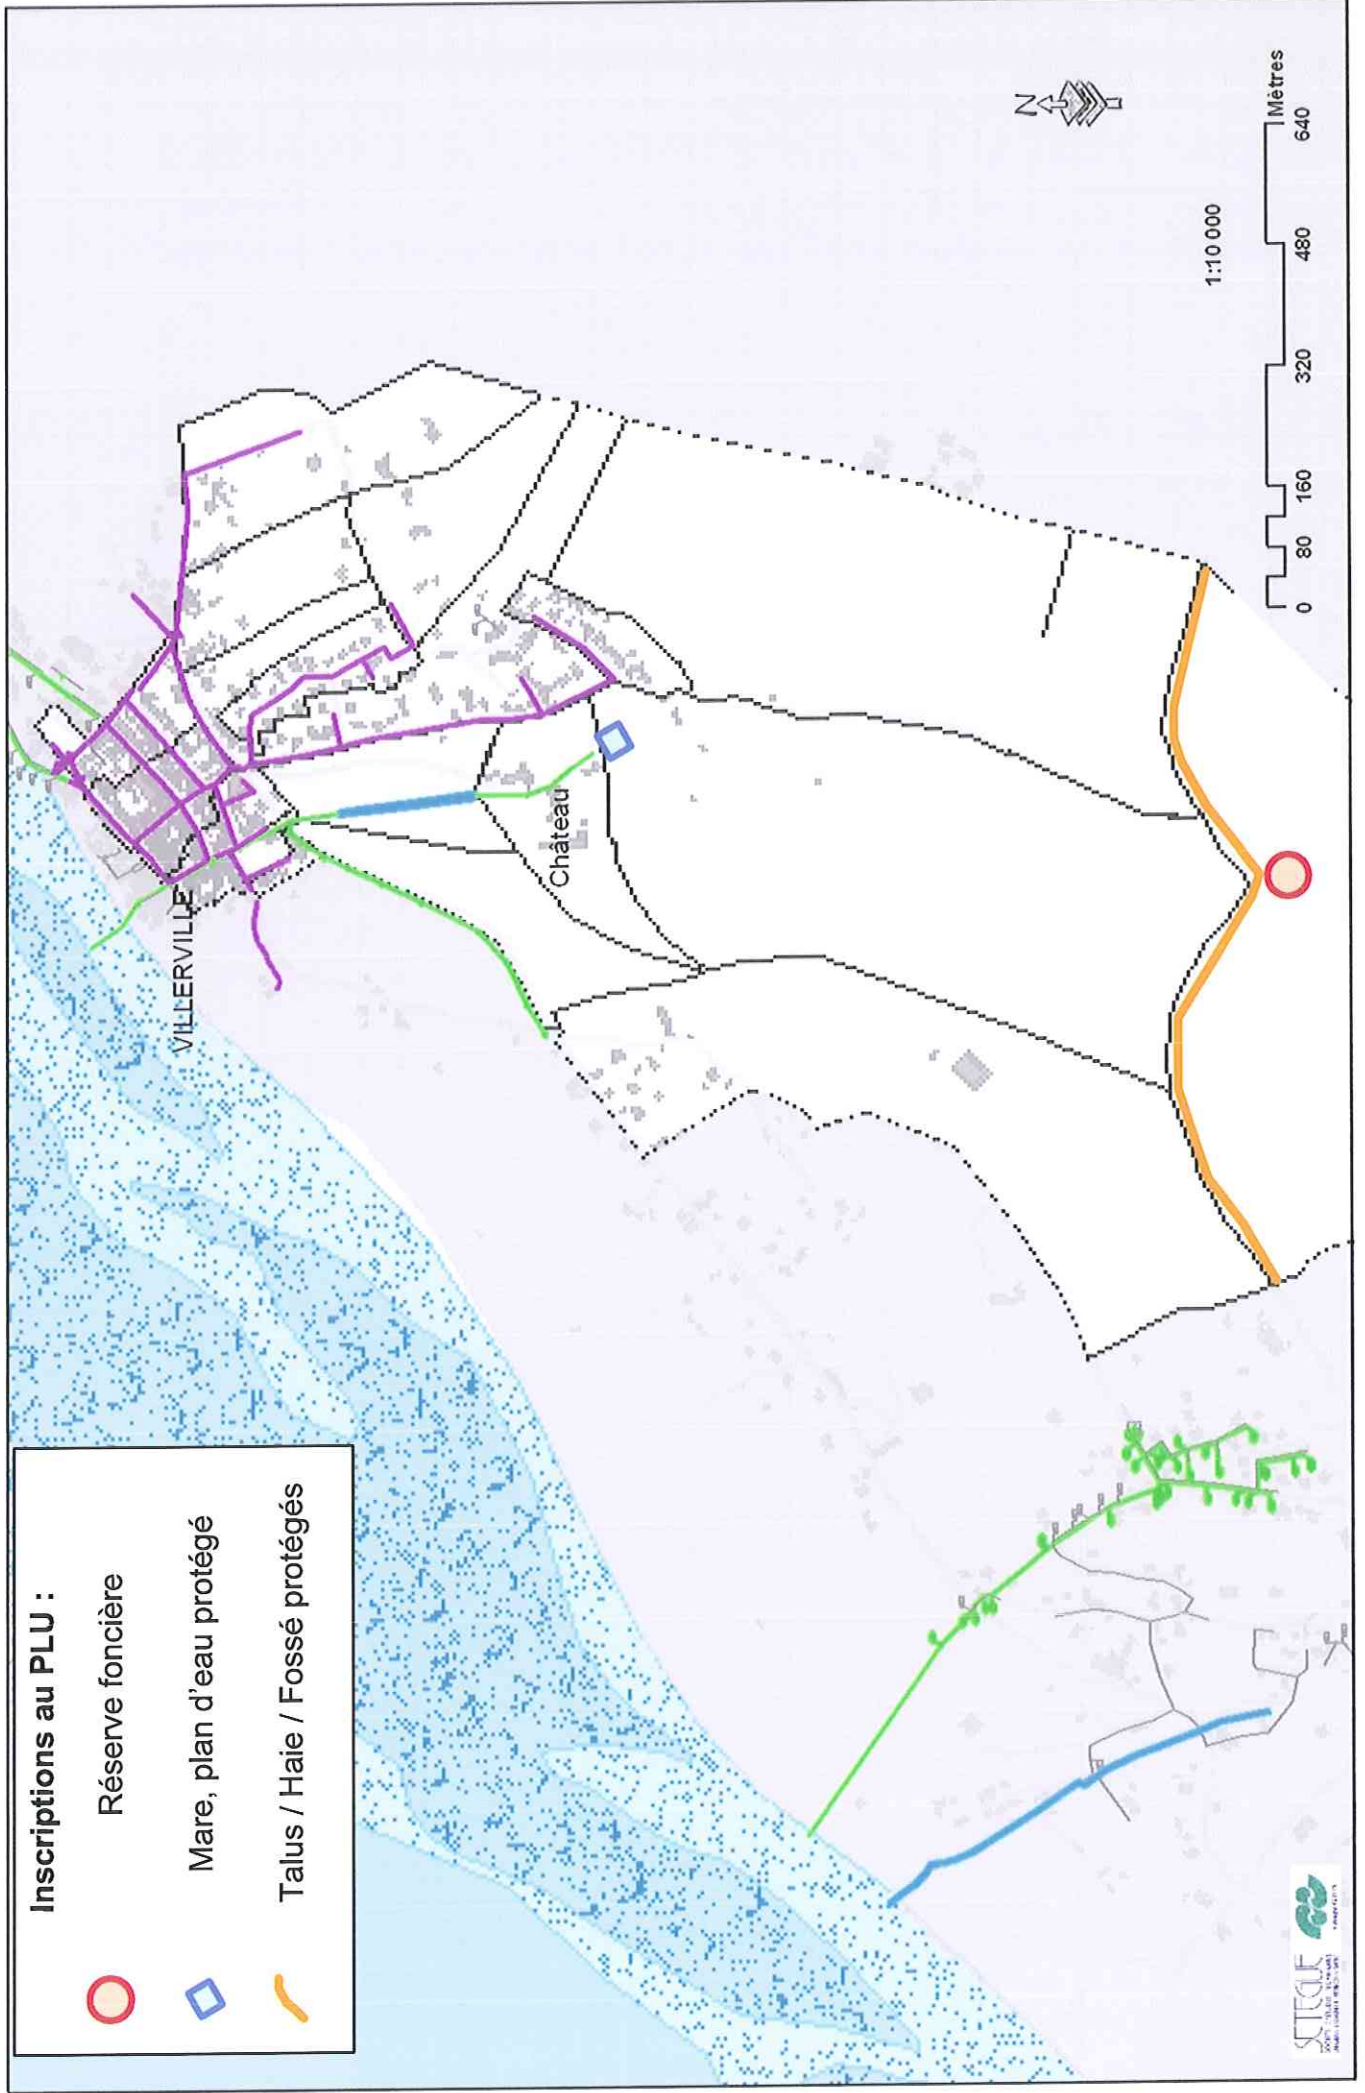 Inscriptions au PLU :
Réserve foncière
Mare, plan d'eau protégé
Talus / Haie / Fossé protégés
VILLERVILLE
Château
N
1:10 000
0 80 160 320 480 640
Mètres
SETEGUE